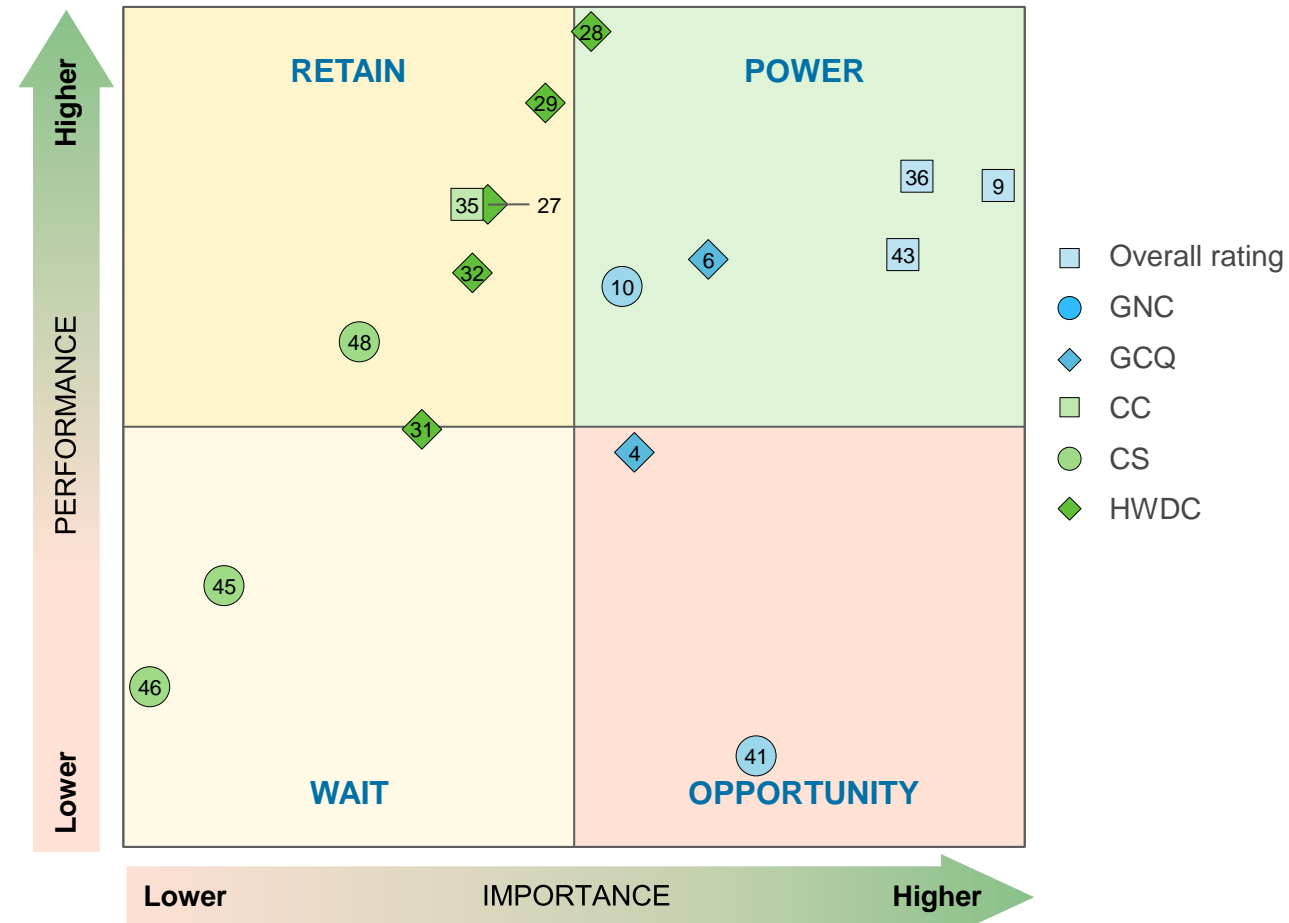 Higher
PERFORMANCE
Lower
RETAIN
POWER
28
29
36
9
35
27
43
6
32
10
48
31
4
45
46
41
WAIT
OPPORTUNITY
Lower
IMPORTANCE
Higher
Overall rating
GNC
GCQ
CC
CS
HWDC